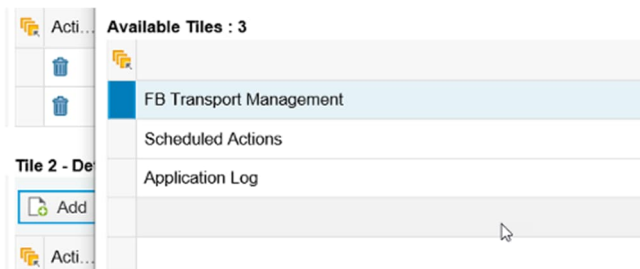 Acti...
Available Tiles : 3
FB Transport Management
Scheduled Actions
Application Log
Tile 2 - De
Add
Acti...